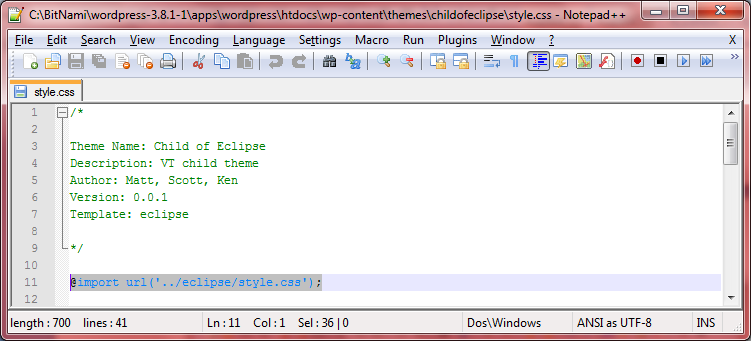 C:\BitNami\wordpress-3.8.1-1\apps\wordpress\htdocs\wp-content\themes\childofeclipse\style.css - Notepad++
File Edit Search View Encoding Language Settings Macro Run Plugins Window ? X
style.css
1 /*
2
3 Theme Name: Child of Eclipse
4 Description: VT child theme
5 Author: Matt, Scott, Ken
6 Version: 0.0.1
7 Template: eclipse
8
9 */
10
11 @import url('../eclipse/style.css');
12
length : 700 lines : 41 Ln : 11 Col : 1 Sel : 36 | 0 Dos\Windows ANSI as UTF-8 INS